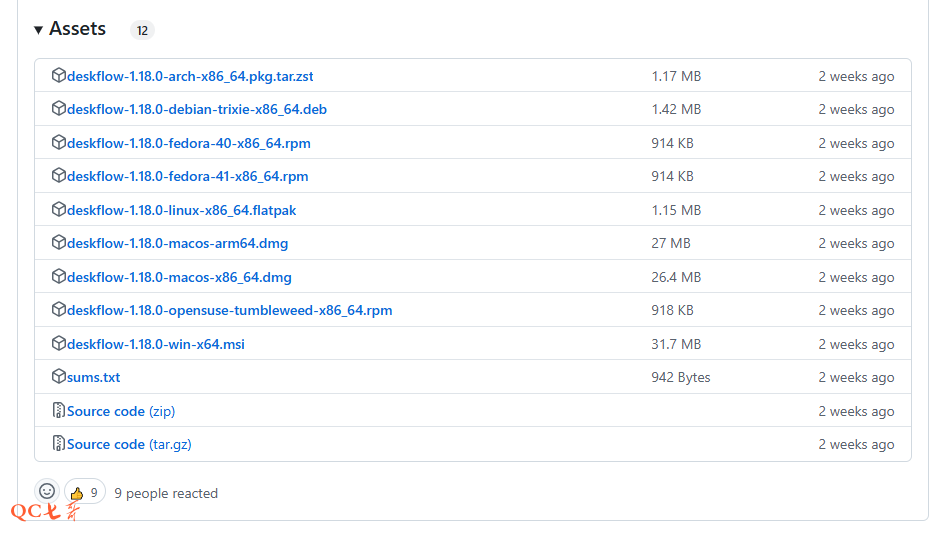 Assets 12
deskflow-1.18.0-arch-x86_64.pkg.tar.zst 1.17 MB 2 weeks ago
deskflow-1.18.0-debian-trixie-x86_64.deb 1.42 MB 2 weeks ago
deskflow-1.18.0-fedora-40-x86_64.rpm 914 KB 2 weeks ago
deskflow-1.18.0-fedora-41-x86_64.rpm 914 KB 2 weeks ago
deskflow-1.18.0-linux-x86_64.flatpak 1.15 MB 2 weeks ago
deskflow-1.18.0-macos-arm64.dmg 27 MB 2 weeks ago
deskflow-1.18.0-macos-x86_64.dmg 26.4 MB 2 weeks ago
deskflow-1.18.0-opensuse-tumbleweed-x86_64.rpm 918 KB 2 weeks ago
deskflow-1.18.0-win-x64.msi 31.7 MB 2 weeks ago
sums.txt 942 Bytes 2 weeks ago
Source code (zip) 2 weeks ago
Source code (tar.gz) 2 weeks ago
9 9 people reacted
QC七哥